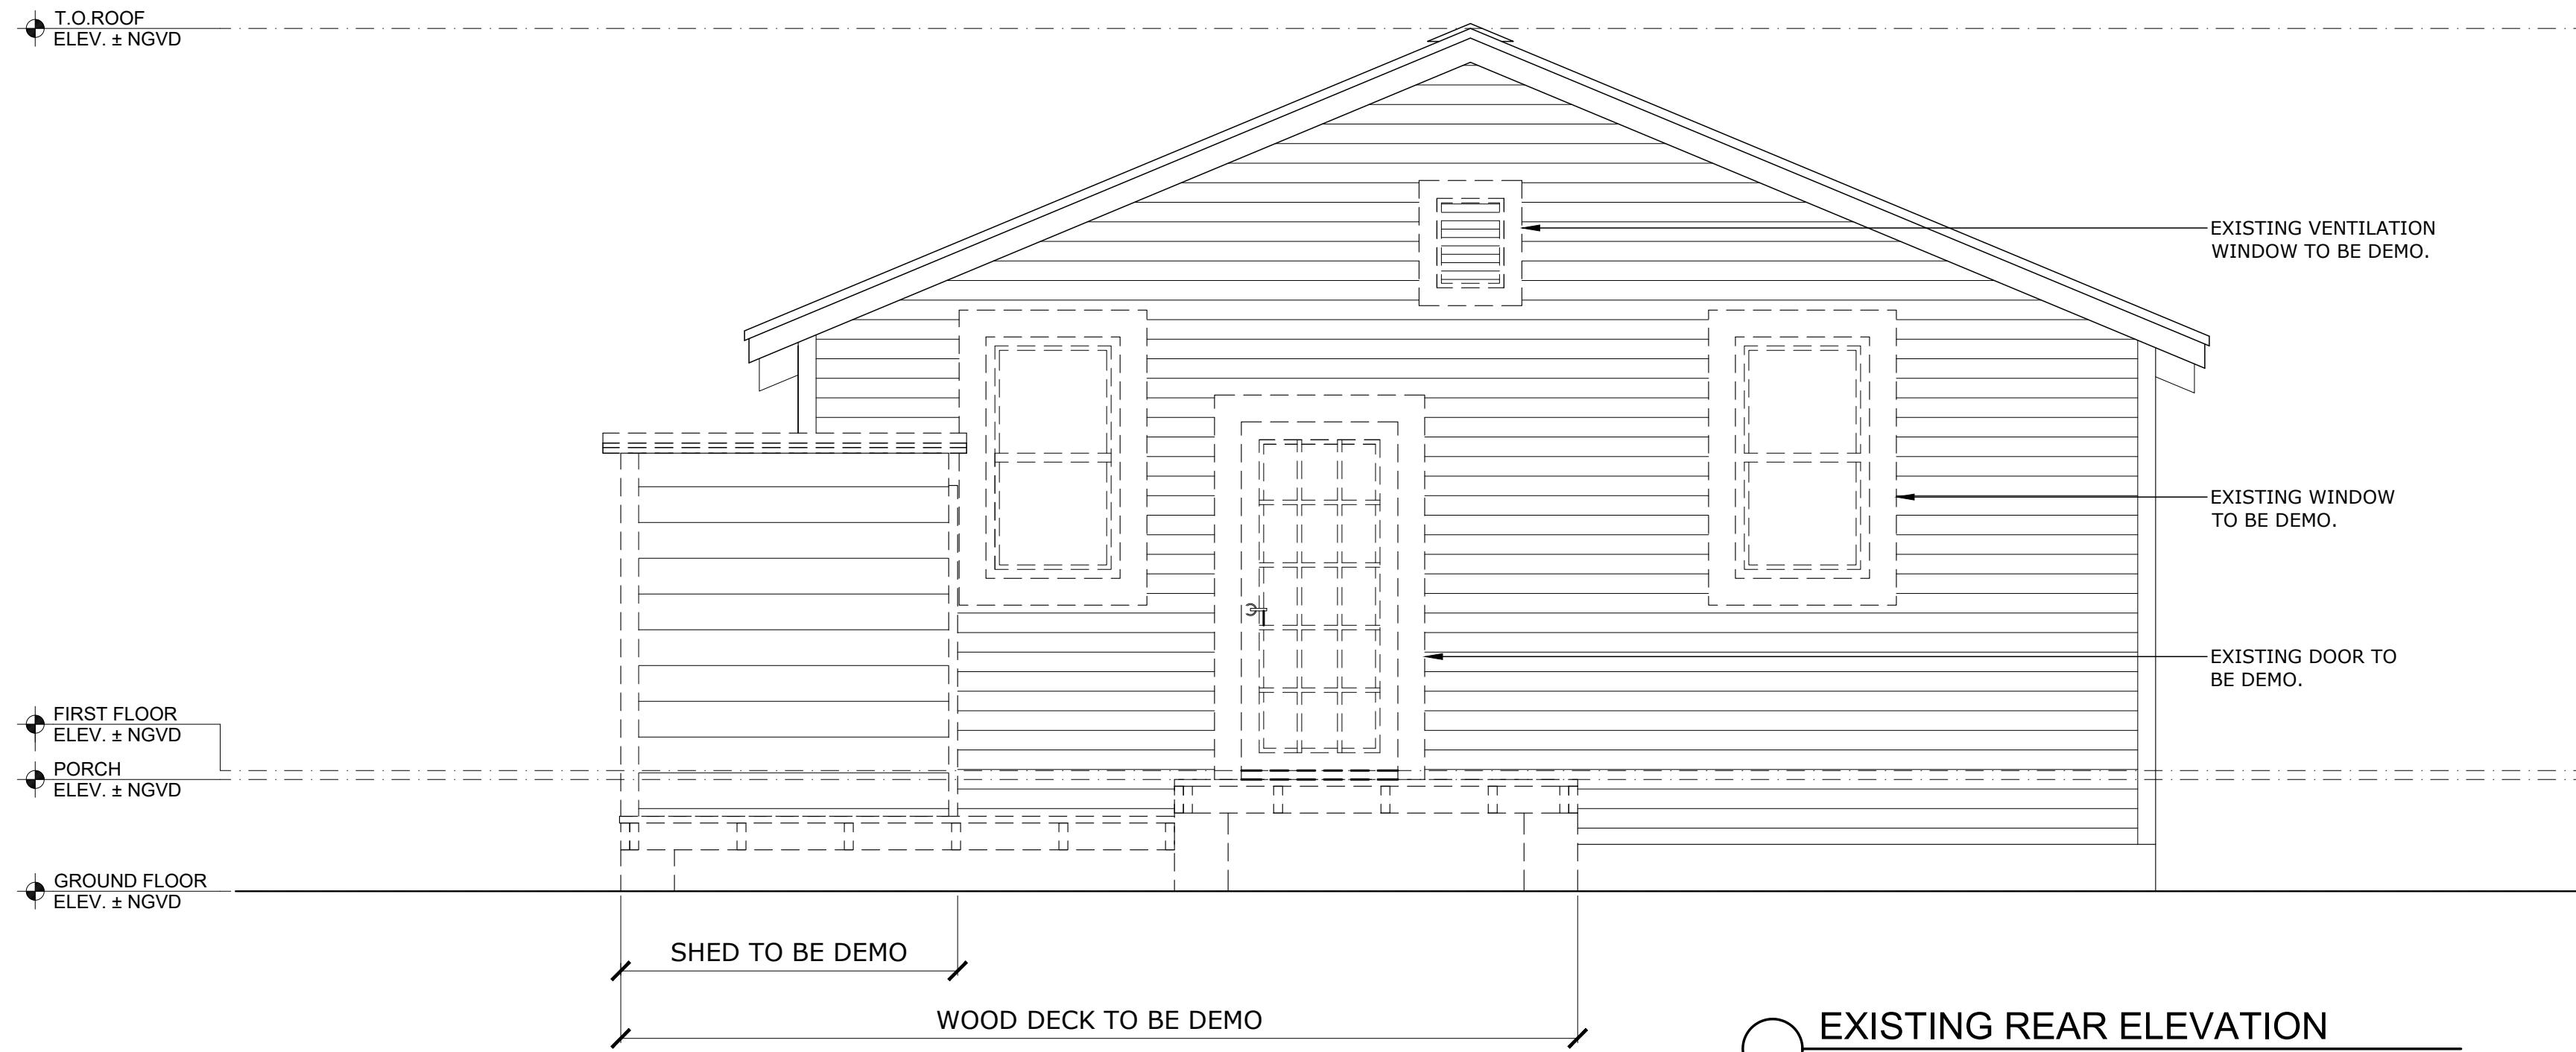 T.O.ROOF
ELEV. ± NGVD
EXISTING VENTILATION
WINDOW TO BE DEMO.
EXISTING WINDOW
TO BE DEMO.
EXISTING DOOR TO
BE DEMO.
FIRST FLOOR
ELEV. ± NGVD
PORCH
ELEV. ± NGVD
GROUND FLOOR
ELEV. ± NGVD
SHED TO BE DEMO
WOOD DECK TO BE DEMO
EXISTING REAR ELEVATION